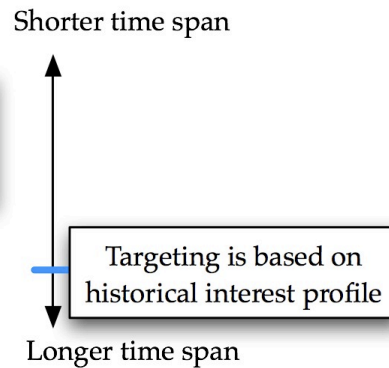 Shorter time span
Targeting is based on
historical interest profile
Longer time span